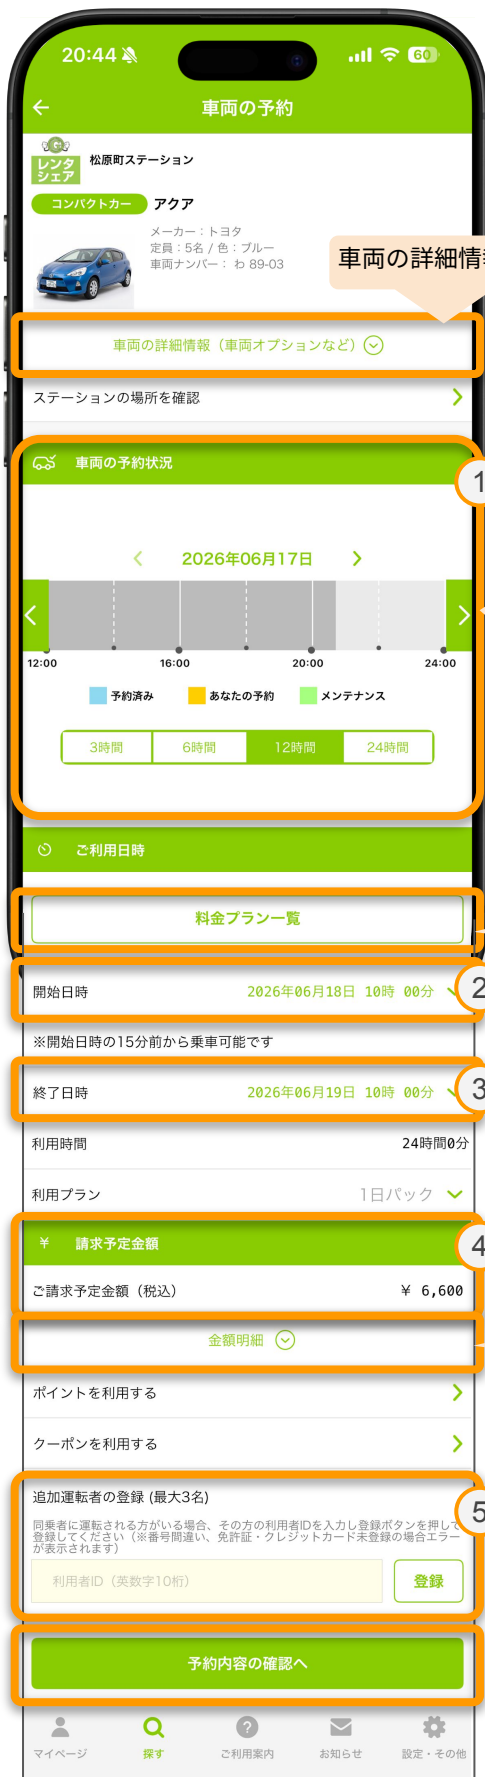 20:44
60
車両の予約
レンタ
シェア
松原町ステーション
コンパクトカー アクア
メーカー：トヨタ
定員：5名 / 色：ブルー
車両ナンバー： わ 89-03
車両の詳細情
車両の詳細情報（車両オプションなど）
ステーションの場所を確認
車両の予約状況
1
2026年06月17日
12:00 16:00 20:00 24:00
予約済み あなたの予約 メンテナンス
3時間 6時間 12時間 24時間
ご利用日時
料金プラン一覧
開始日時 2026年06月18日 10時 00分
2
※開始日時の15分前から乗車可能です
終了日時 2026年06月19日 10時 00分
3
利用時間 24時間0分
利用プラン 1日パック
¥ 請求予定金額
4
ご請求予定金額（税込） ¥ 6,600
金額明細
ポイントを利用する
クーポンを利用する
追加運転者の登録 (最大3名)
5
同乗者に運転される方がいる場合、その方の利用者IDを入力し登録ボタンを押して
登録してください（※番号間違い、免許証・クレジットカード未登録の場合エラー
が表示されます）
利用者ID（英数字10桁） 登録
予約内容の確認へ
マイページ 探す ご利用案内 お知らせ 設定・その他